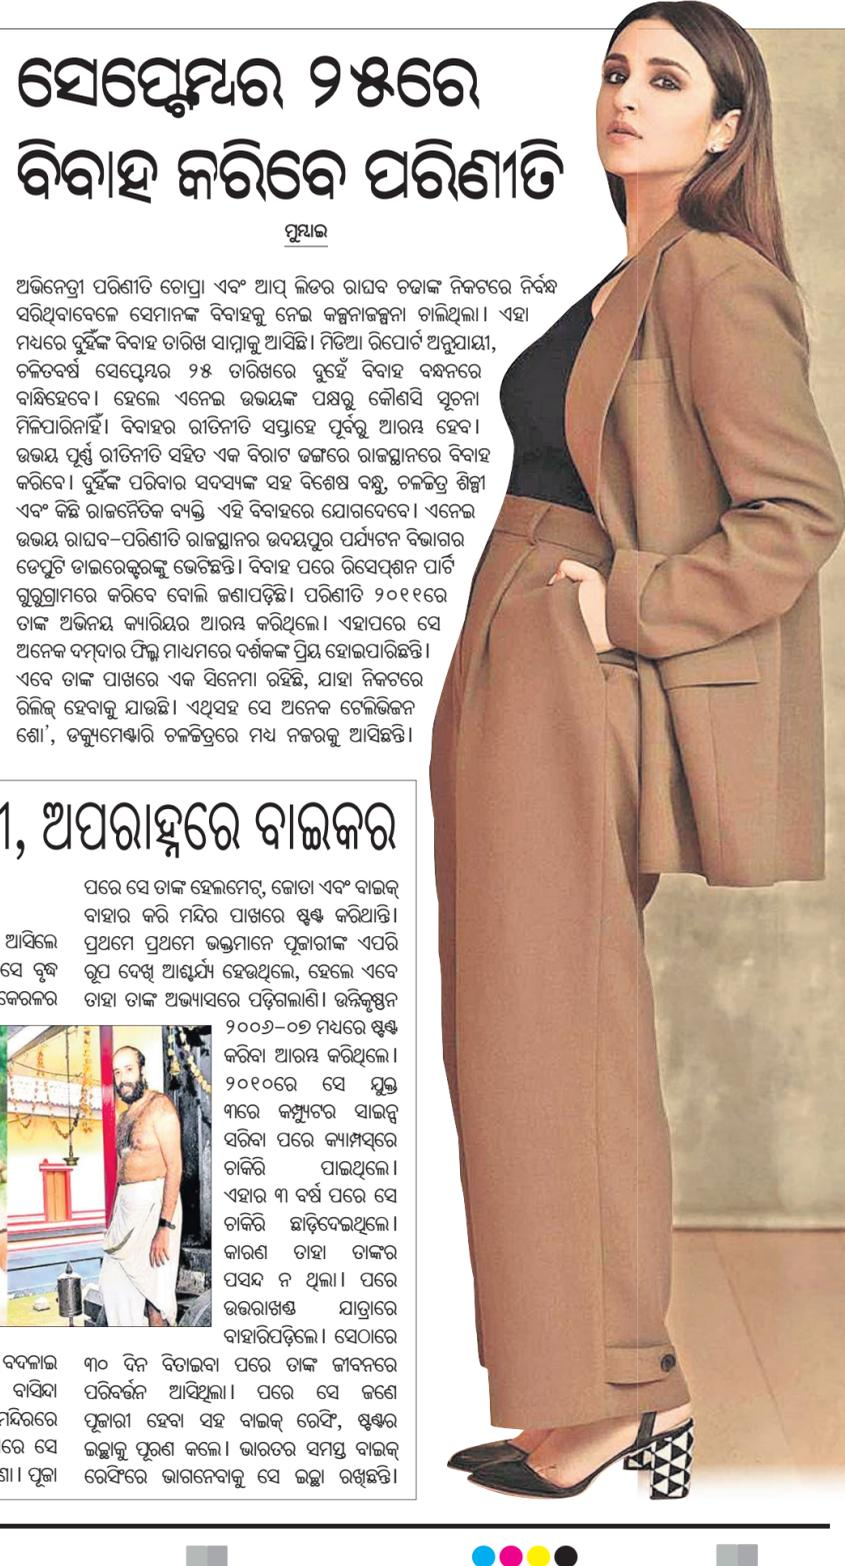 ସେପ୍ଟେମ୍ବର ୨୫ରେ
ବିବାହ କରିବେ ପରିଣୀତି
ମୁମ୍ବାଇ
ଅଭିନେତ୍ରୀ ପରିଣୀତି ଚୋପ୍ରା ଏବଂ ଆପ୍ ଲିଡର ରାଘବ ଚଢାଙ୍କ ନିକଟରେ ନିର୍ବନ୍ଧ
ସରିଥିବାବେଳେ ସେମାନଙ୍କ ବିବାହକୁ ନେଇ କଳ୍ପନାଜଳ୍ପନା ଚାଲିଥିଲା। ଏହା
ମଧ୍ୟରେ ଦୁହିଁଙ୍କ ବିବାହ ତାରିଖ ସାମ୍ନାକୁ ଆସିଛି। ମିଡିଆ ରିପୋର୍ଟ ଅନୁଯାୟୀ,
ଚଳିତବର୍ଷ ସେପ୍ଟେମ୍ବର ୨୫ ତାରିଖରେ ଦୁହେଁ ବିବାହ ବନ୍ଧନରେ
ବାନ୍ଧିହେବେ। ହେଲେ ଏନେଇ ଉଭୟଙ୍କ ପକ୍ଷରୁ କୌଣସି ସୂଚନା
ମିଳିପାରିନାହିଁ। ବିବାହର ରୀତିନୀତି ସପ୍ତାହେ ପୂର୍ବରୁ ଆରମ୍ଭ ହେବ।
ଉଭୟ ପୂର୍ଣ୍ଣ ରୀତିନୀତି ସହିତ ଏକ ବିରାଟ ଢଙ୍ଗରେ ରାଜସ୍ଥାନରେ ବିବାହ
କରିବେ। ଦୁହିଁଙ୍କ ପରିବାର ସଦସ୍ୟଙ୍କ ସହ ବିଶେଷ ବନ୍ଧୁ, ଚଳଚ୍ଚିତ୍ର ଶିଳ୍ପୀ
ଏବଂ କିଛି ରାଜନୈତିକ ବ୍ୟକ୍ତି ଏହି ବିବାହରେ ଯୋଗଦେବେ। ଏନେଇ
ଉଭୟ ରାଘବ-ପରିଣୀତି ରାଜସ୍ଥାନର ଉଦୟପୁର ପର୍ଯ୍ୟଟନ ବିଭାଗର
ଡେପୁଟି ଡାଇରେକ୍ଟରଙ୍କୁ ଭେଟିଛନ୍ତି। ବିବାହ ପରେ ରିସେପ୍‌ଶନ ପାର୍ଟି
ଗୁରୁଗ୍ରାମରେ କରିବେ ବୋଲି ଜଣାପଡ଼ିଛି। ପରିଣୀତି ୨୦୧୧ରେ
ତାଙ୍କ ଅଭିନୟ କ୍ୟାରିୟର ଆରମ୍ଭ କରିଥିଲେ। ଏହାପରେ ସେ
ଅନେକ ଦମ୍‌ଦାର ଫିଲ୍ମ ମାଧ୍ୟମରେ ଦର୍ଶକଙ୍କ ପ୍ରିୟ ହୋଇପାରିଛନ୍ତି।
ଏବେ ତାଙ୍କ ପାଖରେ ଏକ ସିନେମା ରହିଛି, ଯାହା ନିକଟରେ
ରିଲିଜ୍ ହେବାକୁ ଯାଉଛି। ଏଥିସହ ସେ ଅନେକ ଟେଲିଭିଜନ
ଶୋ', ଡକ୍ୟୁମେଣ୍ଟାରି ଚଳଚ୍ଚିତ୍ରରେ ମଧ୍ୟ ନଜରକୁ ଆସିଛନ୍ତି।
ଅପରାହ୍ନରେ ବାଇକର
ଆସିଲେ
ସେ ବୃଦ୍ଧ
କେରଳର
ବଦଳାଇ
ବାସିନ୍ଦା
ମନ୍ଦିରରେ
ରେ ସେ
ପୂଜା
ପରେ ସେ ତାଙ୍କ ହେଲମେଟ୍, ଜୋତା ଏବଂ ବାଇକ୍
ବାହାର କରି ମନ୍ଦିର ପାଖରେ ଷ୍ଟଣ୍ଟ କରିଥାନ୍ତି।
ପ୍ରଥମେ ପ୍ରଥମେ ଭକ୍ତମାନେ ପୂଜାରୀଙ୍କ ଏପରି
ରୂପ ଦେଖି ଆଶ୍ଚର୍ଯ୍ୟ ହେଉଥିଲେ, ହେଲେ ଏବେ
ତାହା ତାଙ୍କ ଅଭ୍ୟାସରେ ପଡ଼ିଗଲାଣି। ଉନ୍ନିକୃଷ୍ଣନ
୨୦୦୬-୦୭ ମଧ୍ୟରେ ଷ୍ଟଣ୍ଟ
କରିବା ଆରମ୍ଭ କରିଥିଲେ।
୨୦୧୦ରେ ସେ ଯୁକ୍ତ
୩ରେ କମ୍ପ୍ୟୁଟର ସାଇନ୍ସ
ସରିବା ପରେ କ୍ୟାମ୍ପସ୍‌ରେ
ଚାକିରି ପାଇଥିଲେ।
ଏହାର ୩ ବର୍ଷ ପରେ ସେ
ଚାକିରି ଛାଡ଼ିଦେଇଥିଲେ।
କାରଣ ତାହା ତାଙ୍କର
ପସନ୍ଦ ନ ଥିଲା। ପରେ
ଉତ୍ତରାଖଣ୍ଡ ଯାତ୍ରାରେ
ବାହାରିପଡ଼ିଲେ। ସେଠାରେ
୩୦ ଦିନ ବିତାଇବା ପରେ ତାଙ୍କ ଜୀବନରେ
ପରିବର୍ତ୍ତନ ଆସିଥିଲା। ପରେ ସେ ଜଣେ
ପୂଜାରୀ ହେବା ସହ ବାଇକ୍ ରେସିଂ, ଷ୍ଟଣ୍ଟର
ଇଚ୍ଛାକୁ ପୂରଣ କଲେ। ଭାରତର ସମସ୍ତ ବାଇକ୍
ରେସିଂରେ ଭାଗନେବାକୁ ସେ ଇଚ୍ଛା ରଖିଛନ୍ତି।